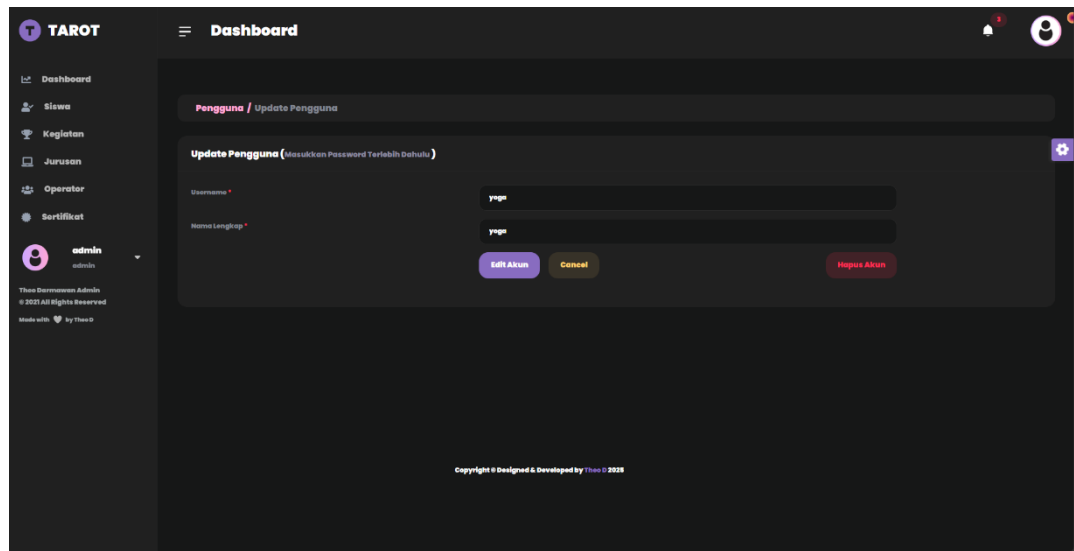 T TAROT
Dashboard
3
Dashboard
Siswa
Kegiatan
Jurusan
Operator
Sertifikat
admin
admin
Theo Darmawan Admin
© 2021 All Rights Reserved
Made with by Theo D
Pengguna / Update Pengguna
Update Pengguna (Masukkan Password Terlebih Dahulu )
Username *
yoga
Nama Lengkap *
yoga
Edit Akun
Cancel
Hapus Akun
Copyright © Designed & Developed by Theo D 2025